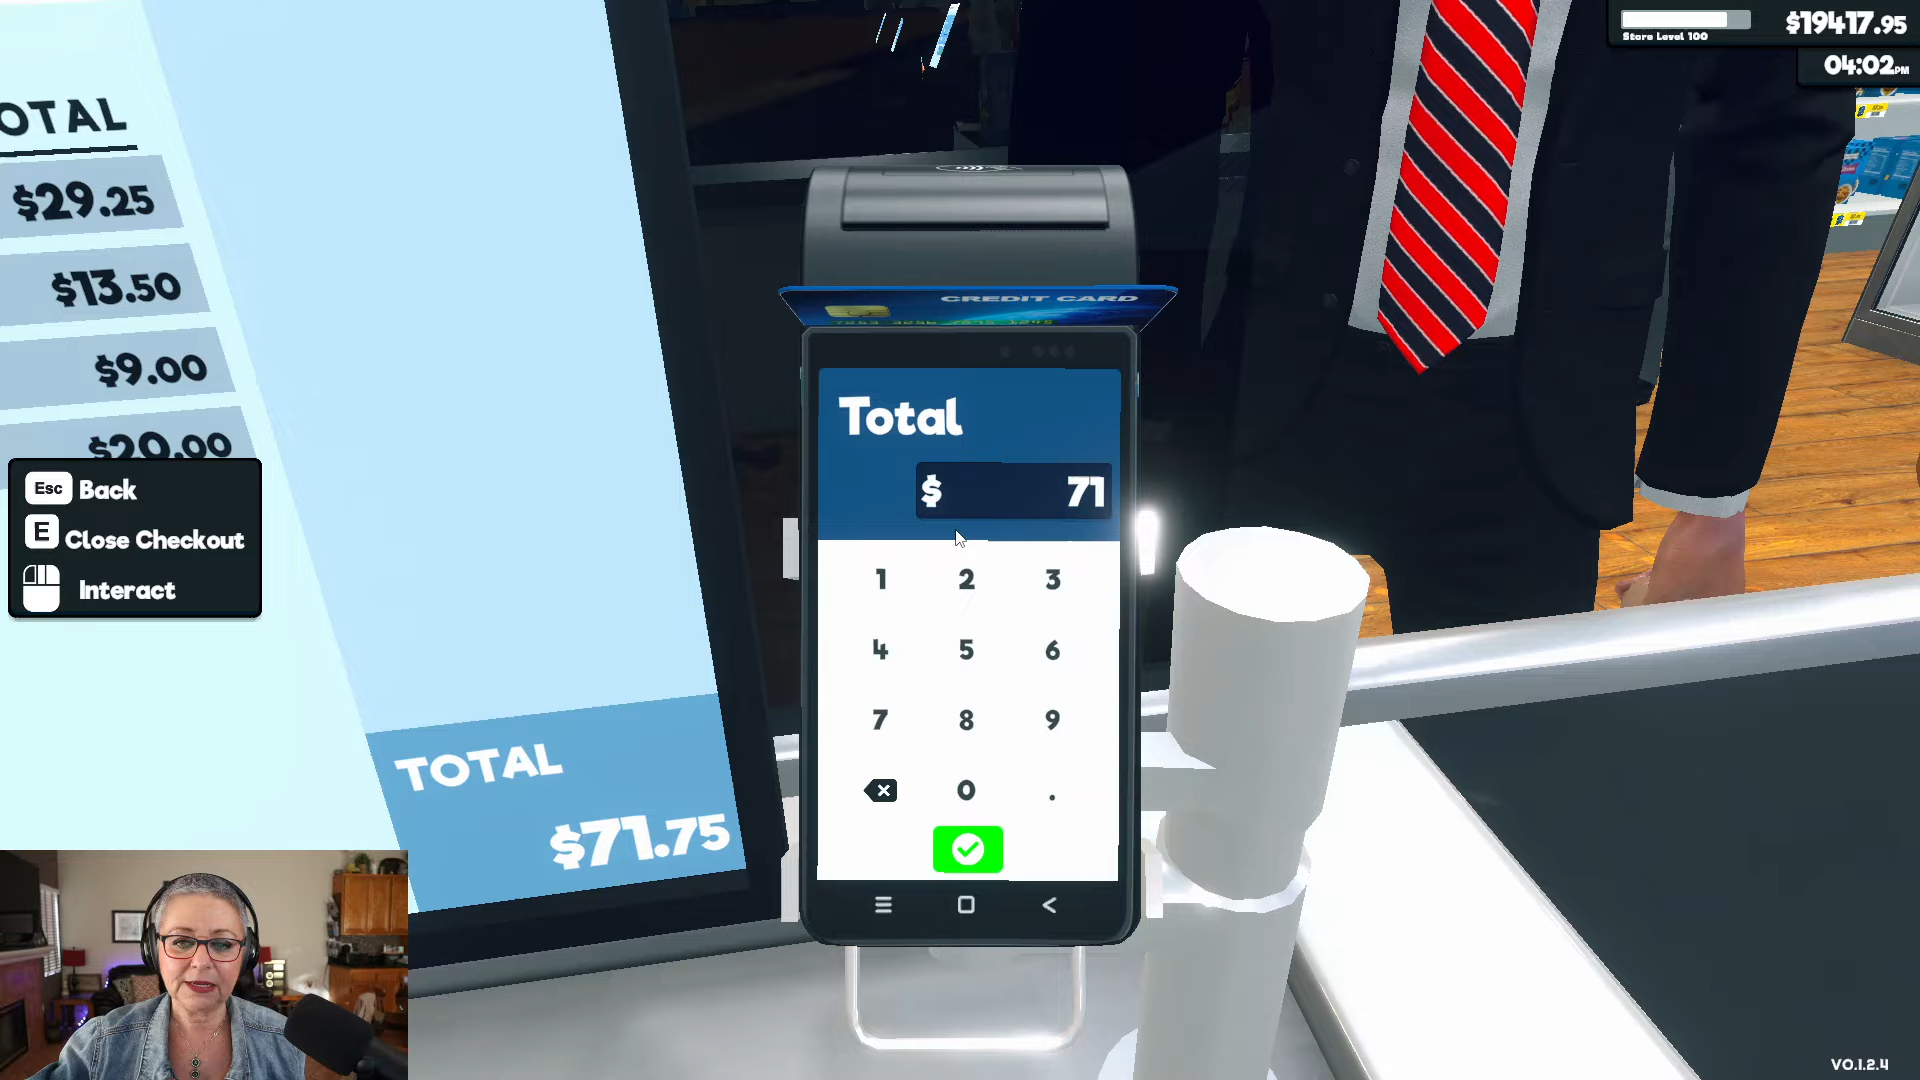 $19417.95
Store Level 100
04:02PM
OTAL
$29.25
$13.50
$9.00
$20.00
Esc Back
E Close Checkout
Interact
TOTAL
$71.75
CREDIT CARD
Total
$ 71
1 2 3
4 5 6
7 8 9
0 .
V0.1.2.4